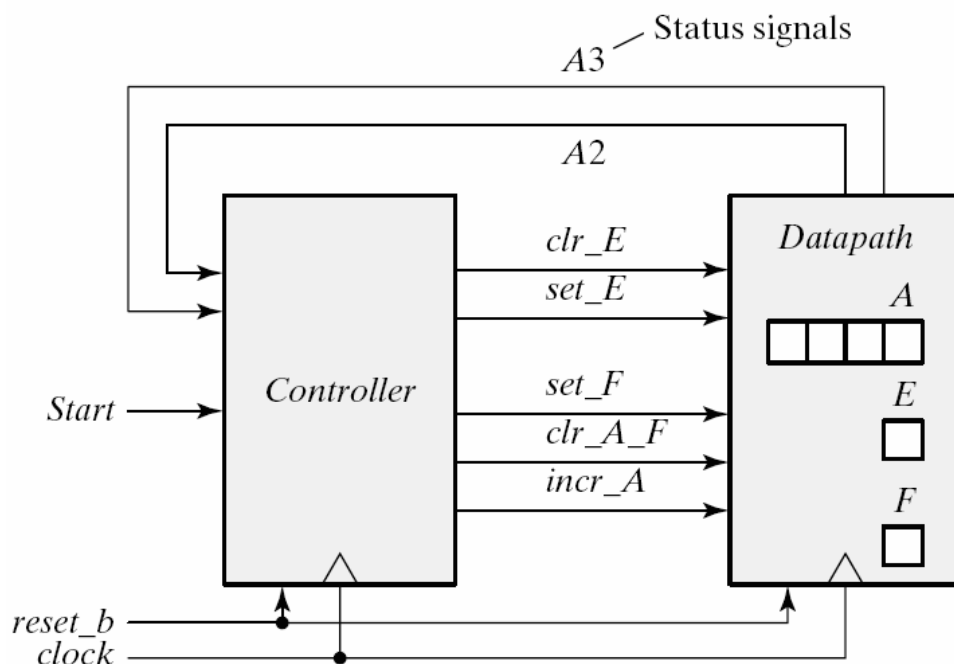 Status signals
A3
A2
clr_E
Datapath
set_E
A
Controller
set_F
Start
E
clr_A_F
incr_A
F
reset_b
clock